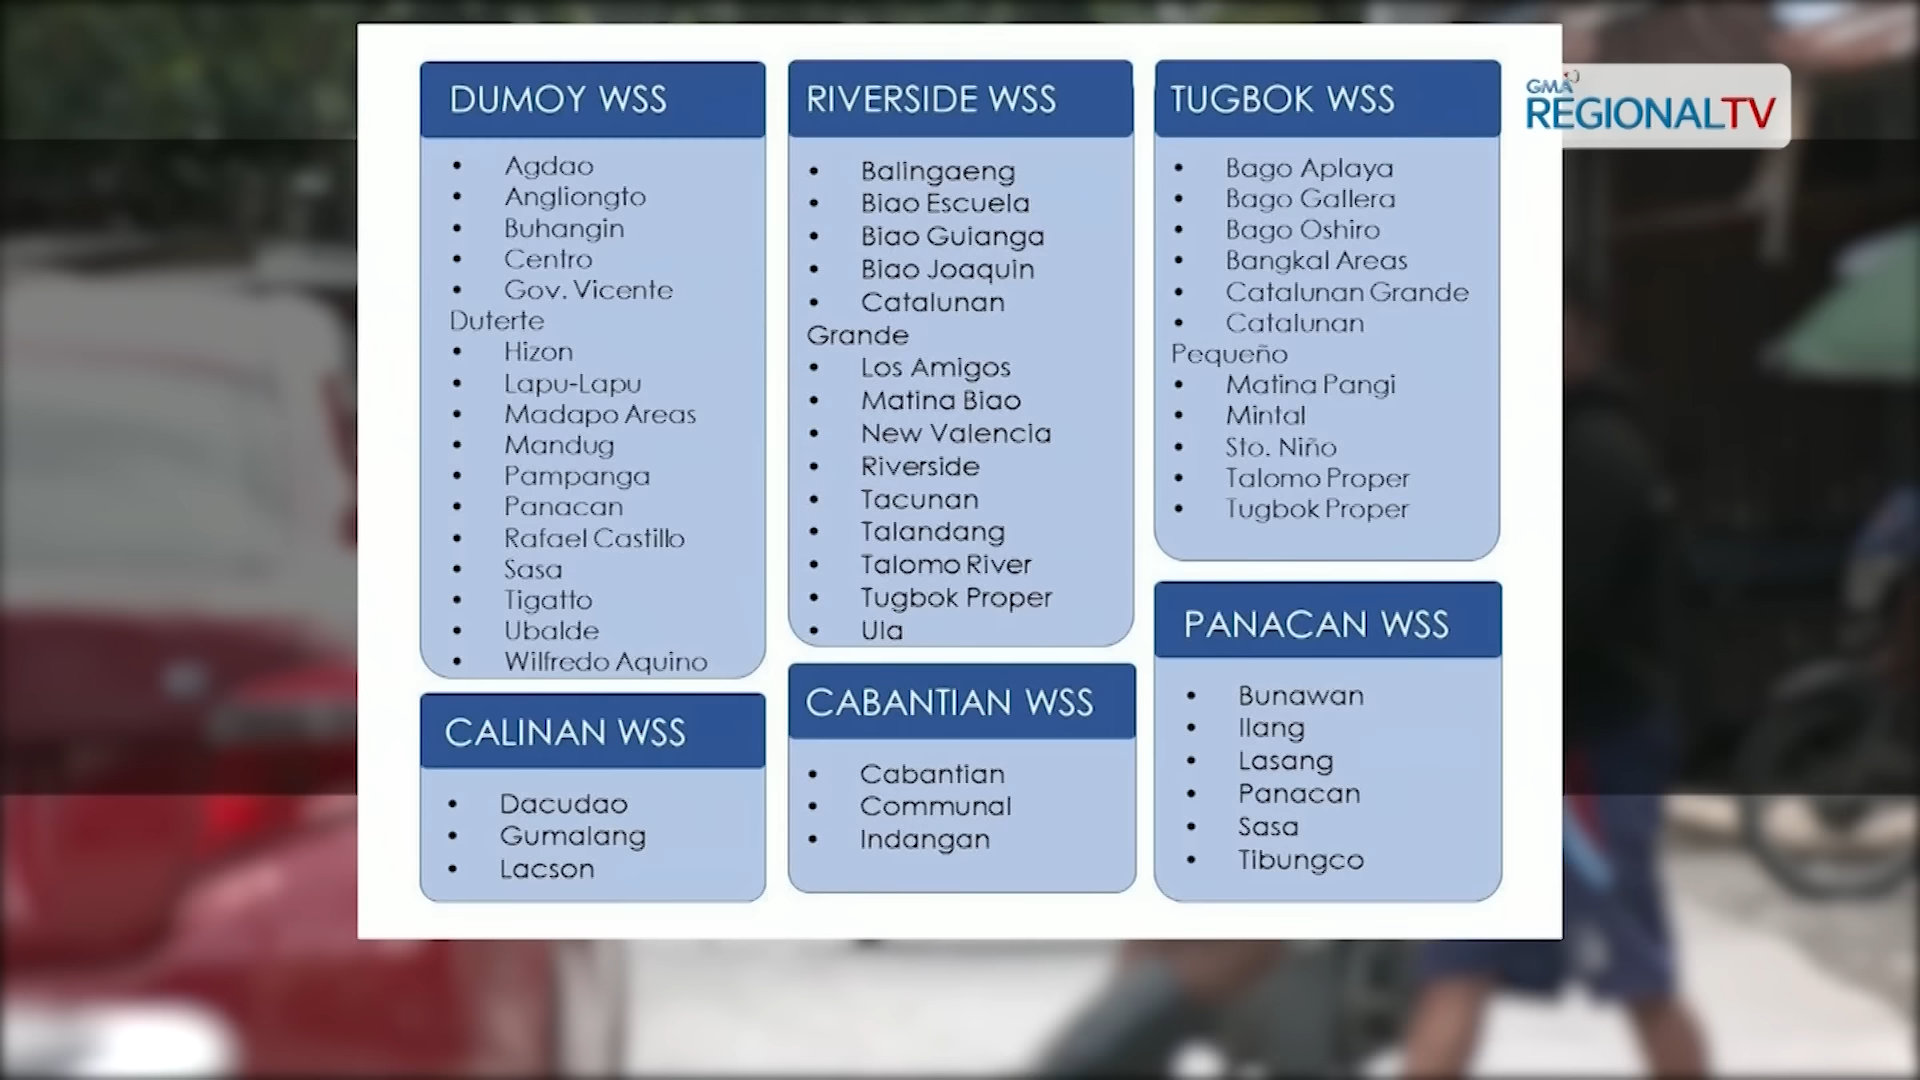 DUMOY WSS
• Agdao
• Angliongto
• Buhangin
• Centro
• Gov. Vicente
Duterte
• Hizon
• Lapu-Lapu
• Madapo Areas
• Mandug
• Pampanga
• Panacan
• Rafael Castillo
• Sasa
• Tigatto
• Ubalde
• Wilfredo Aquino
CALINAN WSS
• Dacudao
• Gumalang
• Lacson
RIVERSIDE WSS
• Balingaeng
• Biao Escuela
• Biao Guianga
• Biao Joaquin
• Catalunan
Grande
• Los Amigos
• Matina Biao
• New Valencia
• Riverside
• Tacunan
• Talandang
• Talomo River
• Tugbok Proper
• Ula
CABANTIAN WSS
• Cabantian
• Communal
• Indangan
TUGBOK WSS
• Bago Aplaya
• Bago Gallera
• Bago Oshiro
• Bangkal Areas
• Catalunan Grande
• Catalunan
Pequeño
• Matina Pangi
• Mintal
• Sto. Niño
• Talomo Proper
• Tugbok Proper
PANACAN WSS
• Bunawan
• Ilang
• Lasang
• Panacan
• Sasa
• Tibungco
GMA
REGIONALTV